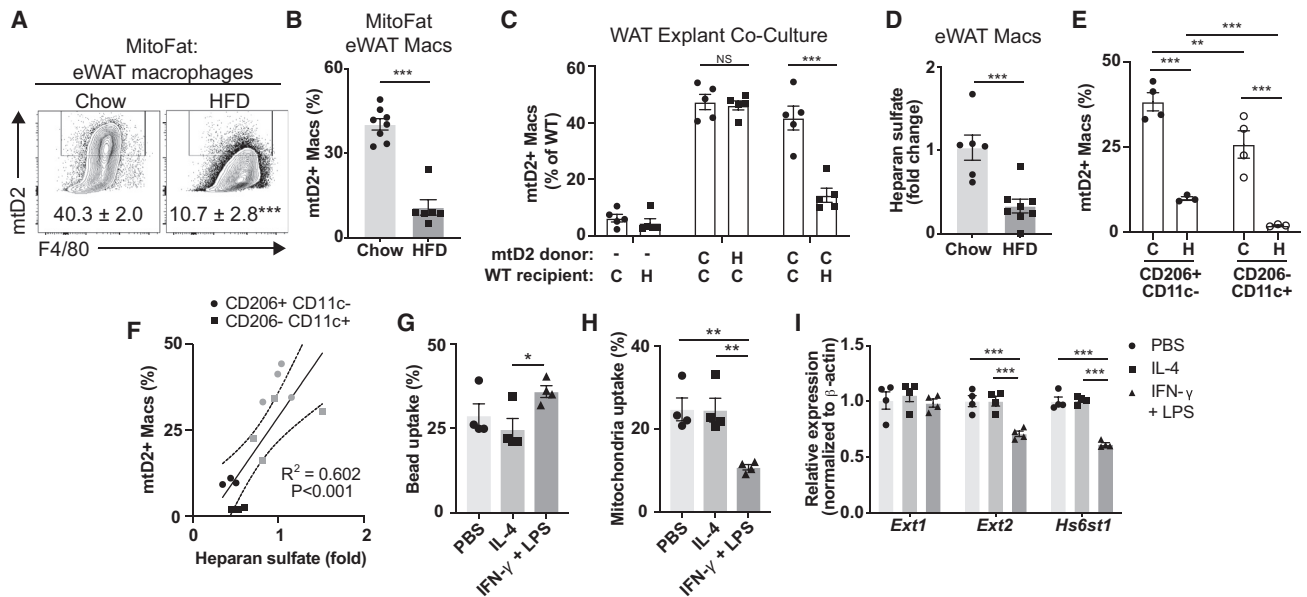 A
MitoFat:
eWAT macrophages
Chow
HFD
mtD2
40.3 ± 2.0
10.7 ± 2.8***
F4/80
B
MitoFat
eWAT Macs
mtD2+ Macs (%)
60
30
0
***
Chow HFD
C
WAT Explant Co-Culture
mtD2+ Macs
(% of WT)
60
40
20
0
NS
***
mtD2 donor: - - C H C C
WT recipient: C H C C C H
D
eWAT Macs
Heparan sulfate
(fold change)
2
1
0
***
Chow HFD
E
mtD2+ Macs (%)
50
25
0
***
***
**
***
***
C H C H
CD206+ CD206-
CD11c- CD11c+
F
CD206+ CD11c-
CD206- CD11c+
mtD2+ Macs (%)
50
25
0
R² = 0.602
P<0.001
0 1 2
Heparan sulfate (fold)
G
Bead uptake (%)
50
25
0
*
PBS
IL-4
IFN-γ + LPS
H
Mitochondria uptake (%)
40
20
0
**
**
PBS
IL-4
IFN-γ + LPS
I
Relative expression
(normalized to β-actin)
1.5
1.0
0.5
0.0
***
***
***
***
Ext1 Ext2 Hs6st1
PBS
IL-4
IFN-γ
+ LPS